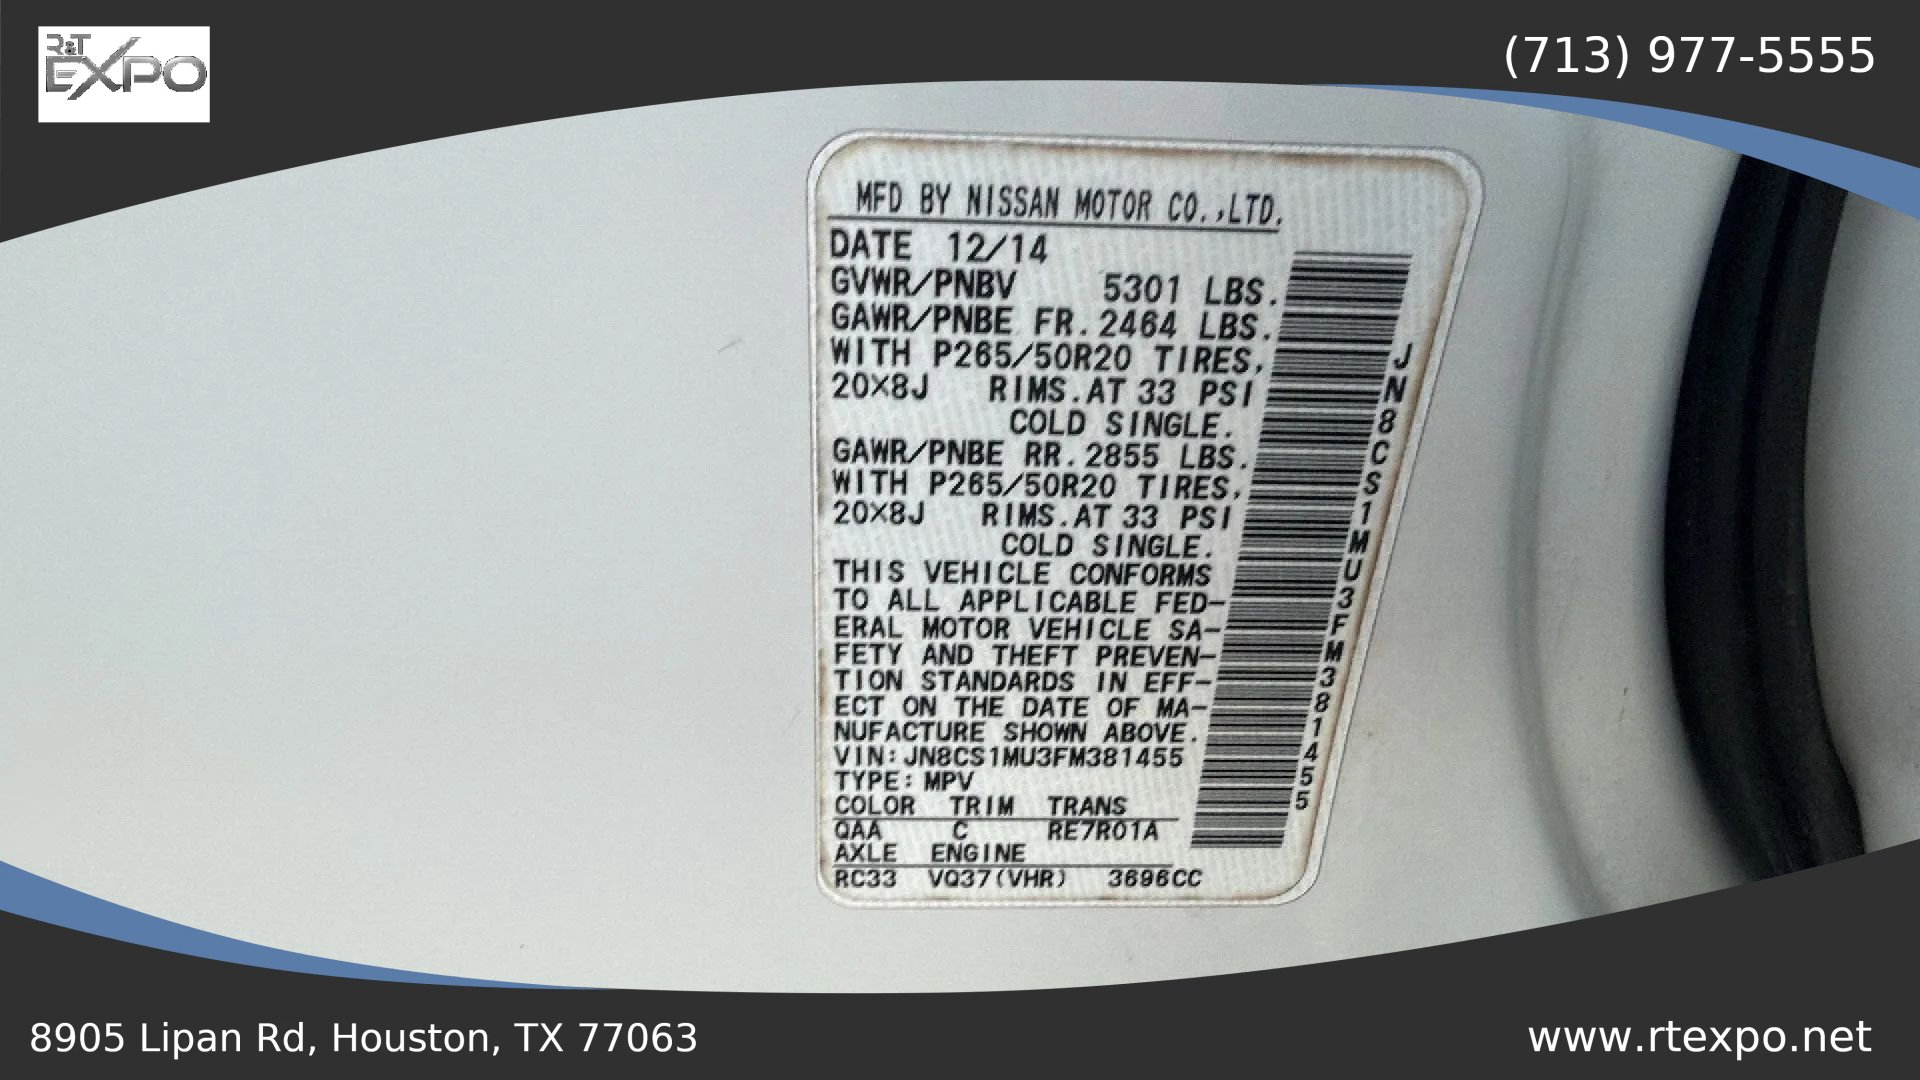 R&T
EXPO
(713) 977-5555
MFD BY NISSAN MOTOR CO.,LTD.
DATE 12/14
GVWR/PNBV 5301 LBS.
GAWR/PNBE FR.2464 LBS.
WITH P265/50R20 TIRES,
20X8J RIMS.AT 33 PSI
COLD SINGLE.
GAWR/PNBE RR.2855 LBS.
WITH P265/50R20 TIRES,
20X8J RIMS.AT 33 PSI
COLD SINGLE.
THIS VEHICLE CONFORMS
TO ALL APPLICABLE FED-
ERAL MOTOR VEHICLE SA-
FETY AND THEFT PREVEN-
TION STANDARDS IN EFF-
ECT ON THE DATE OF MA-
NUFACTURE SHOWN ABOVE.
VIN:JN8CS1MU3FM381455
TYPE:MPV
COLOR TRIM TRANS
QAA C RE7R01A
AXLE ENGINE
RC33 VQ37(VHR) 3696CC
JN8CS1MU3FM381455
8905 Lipan Rd, Houston, TX 77063
www.rtexpo.net